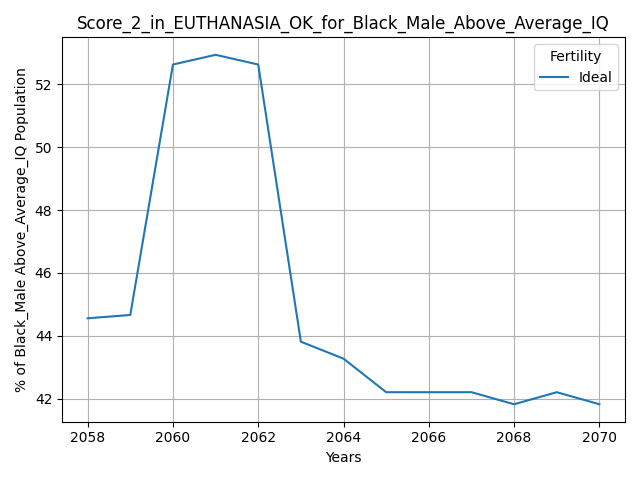 Score_2_in_EUTHANASIA_OK_for_Black_Male_Above_Average_IQ
Fertility
Ideal
% of Black_Male Above_Average_IQ Population
52
50
48
46
44
42
2058 2060 2062 2064 2066 2068 2070
Years